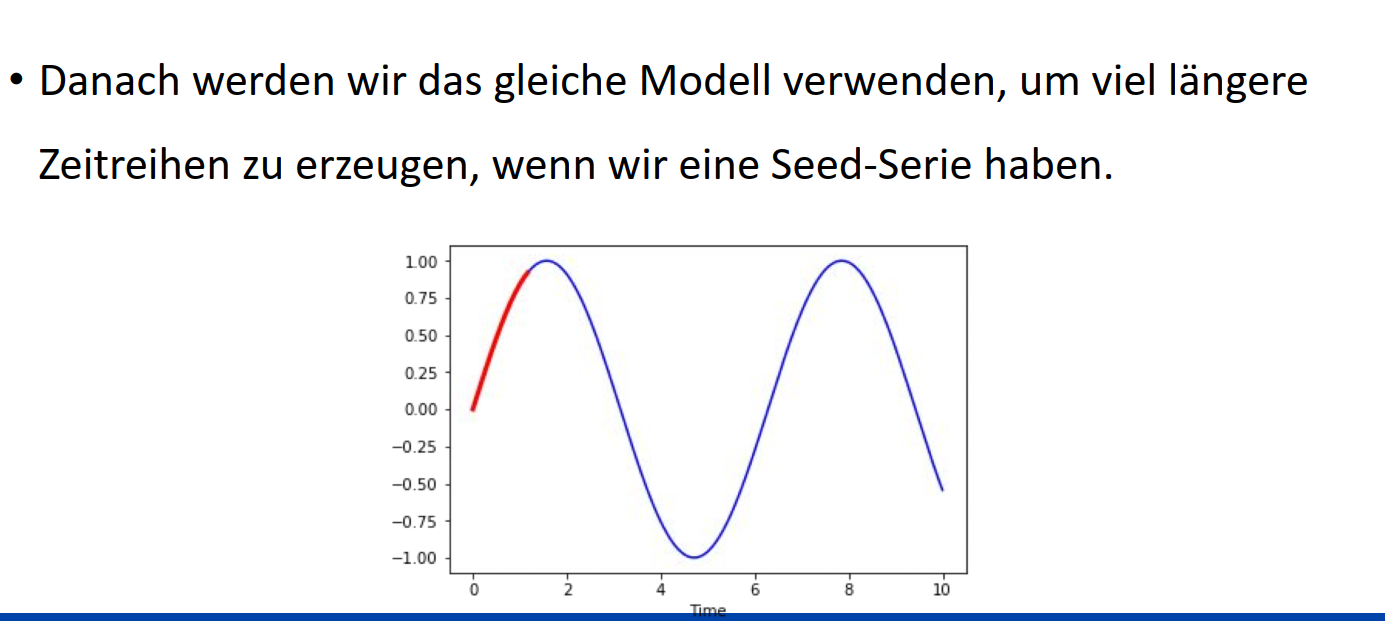 • Danach werden wir das gleiche Modell verwenden, um viel längere
Zeitreihen zu erzeugen, wenn wir eine Seed-Serie haben.
1.00
0.75
0.50
0.25
0.00
−0.25
−0.50
−0.75
−1.00
0 2 4 6 8 10
Time